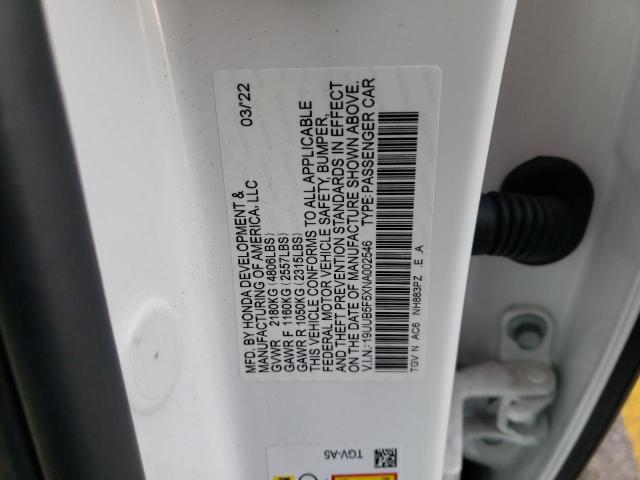 MFD. BY HONDA DEVELOPMENT & 03/'22
MANUFACTURING OF AMERICA, LLC
GVWR 2180KG (4806LBS)
GAWR F 1160KG (2557LBS)
GAWR R 1050KG (2315LBS)
THIS VEHICLE CONFORMS TO ALL APPLICABLE
FEDERAL MOTOR VEHICLE SAFETY, BUMPER,
AND THEFT PREVENTION STANDARDS IN EFFECT
ON THE DATE OF MANUFACTURE SHOWN ABOVE.
V.I.N.:19UUB5F5XNA002546 TYPE:PASSENGER CAR
TGV N AC6 NH883PZ .E .A
TGV-A5